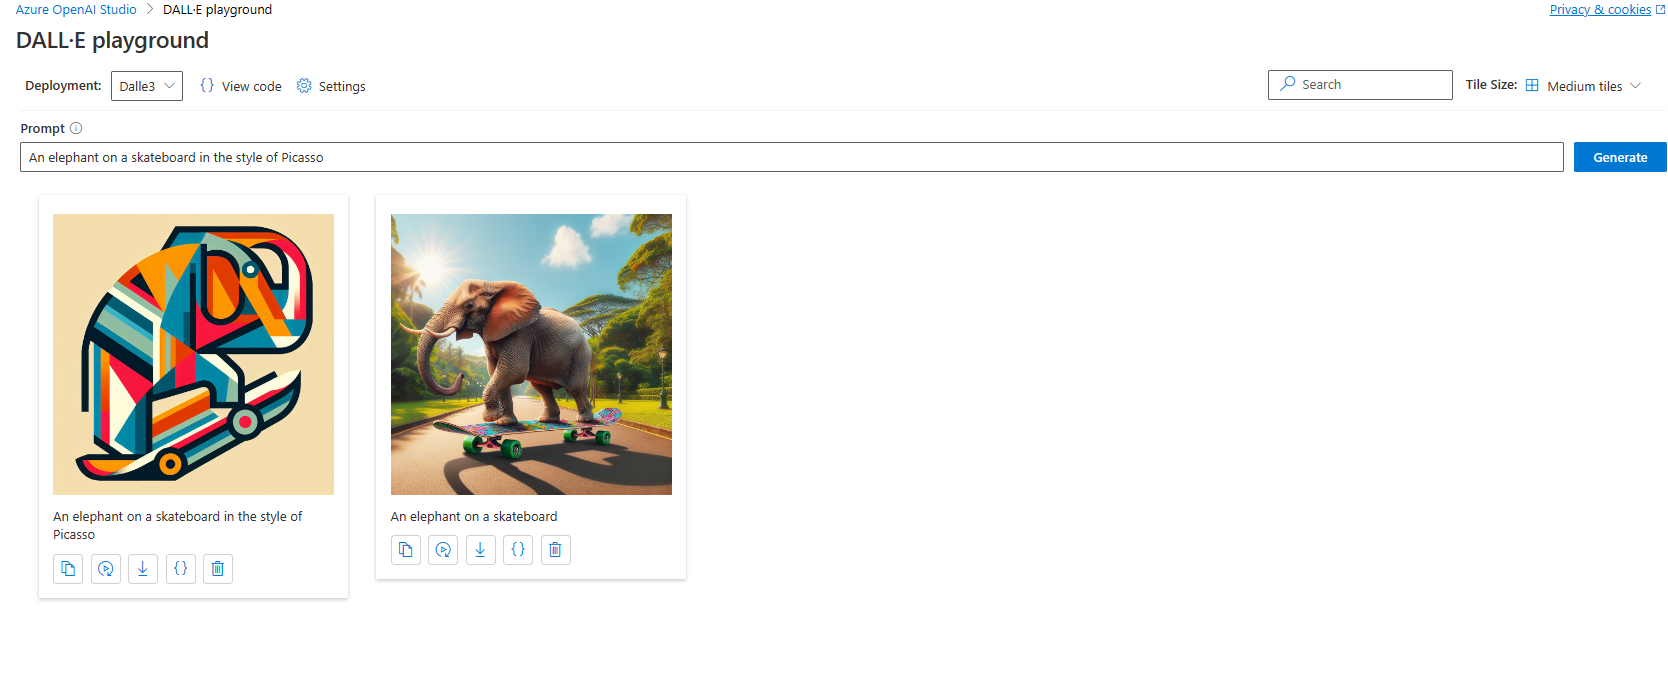 Azure OpenAI Studio > DALL·E playground
Privacy & cookies
DALL·E playground
Deployment: Dalle3 {} View code Settings
Search Tile Size: Medium tiles
Prompt
An elephant on a skateboard in the style of Picasso
Generate
An elephant on a skateboard in the style of
Picasso
{}
An elephant on a skateboard
{}